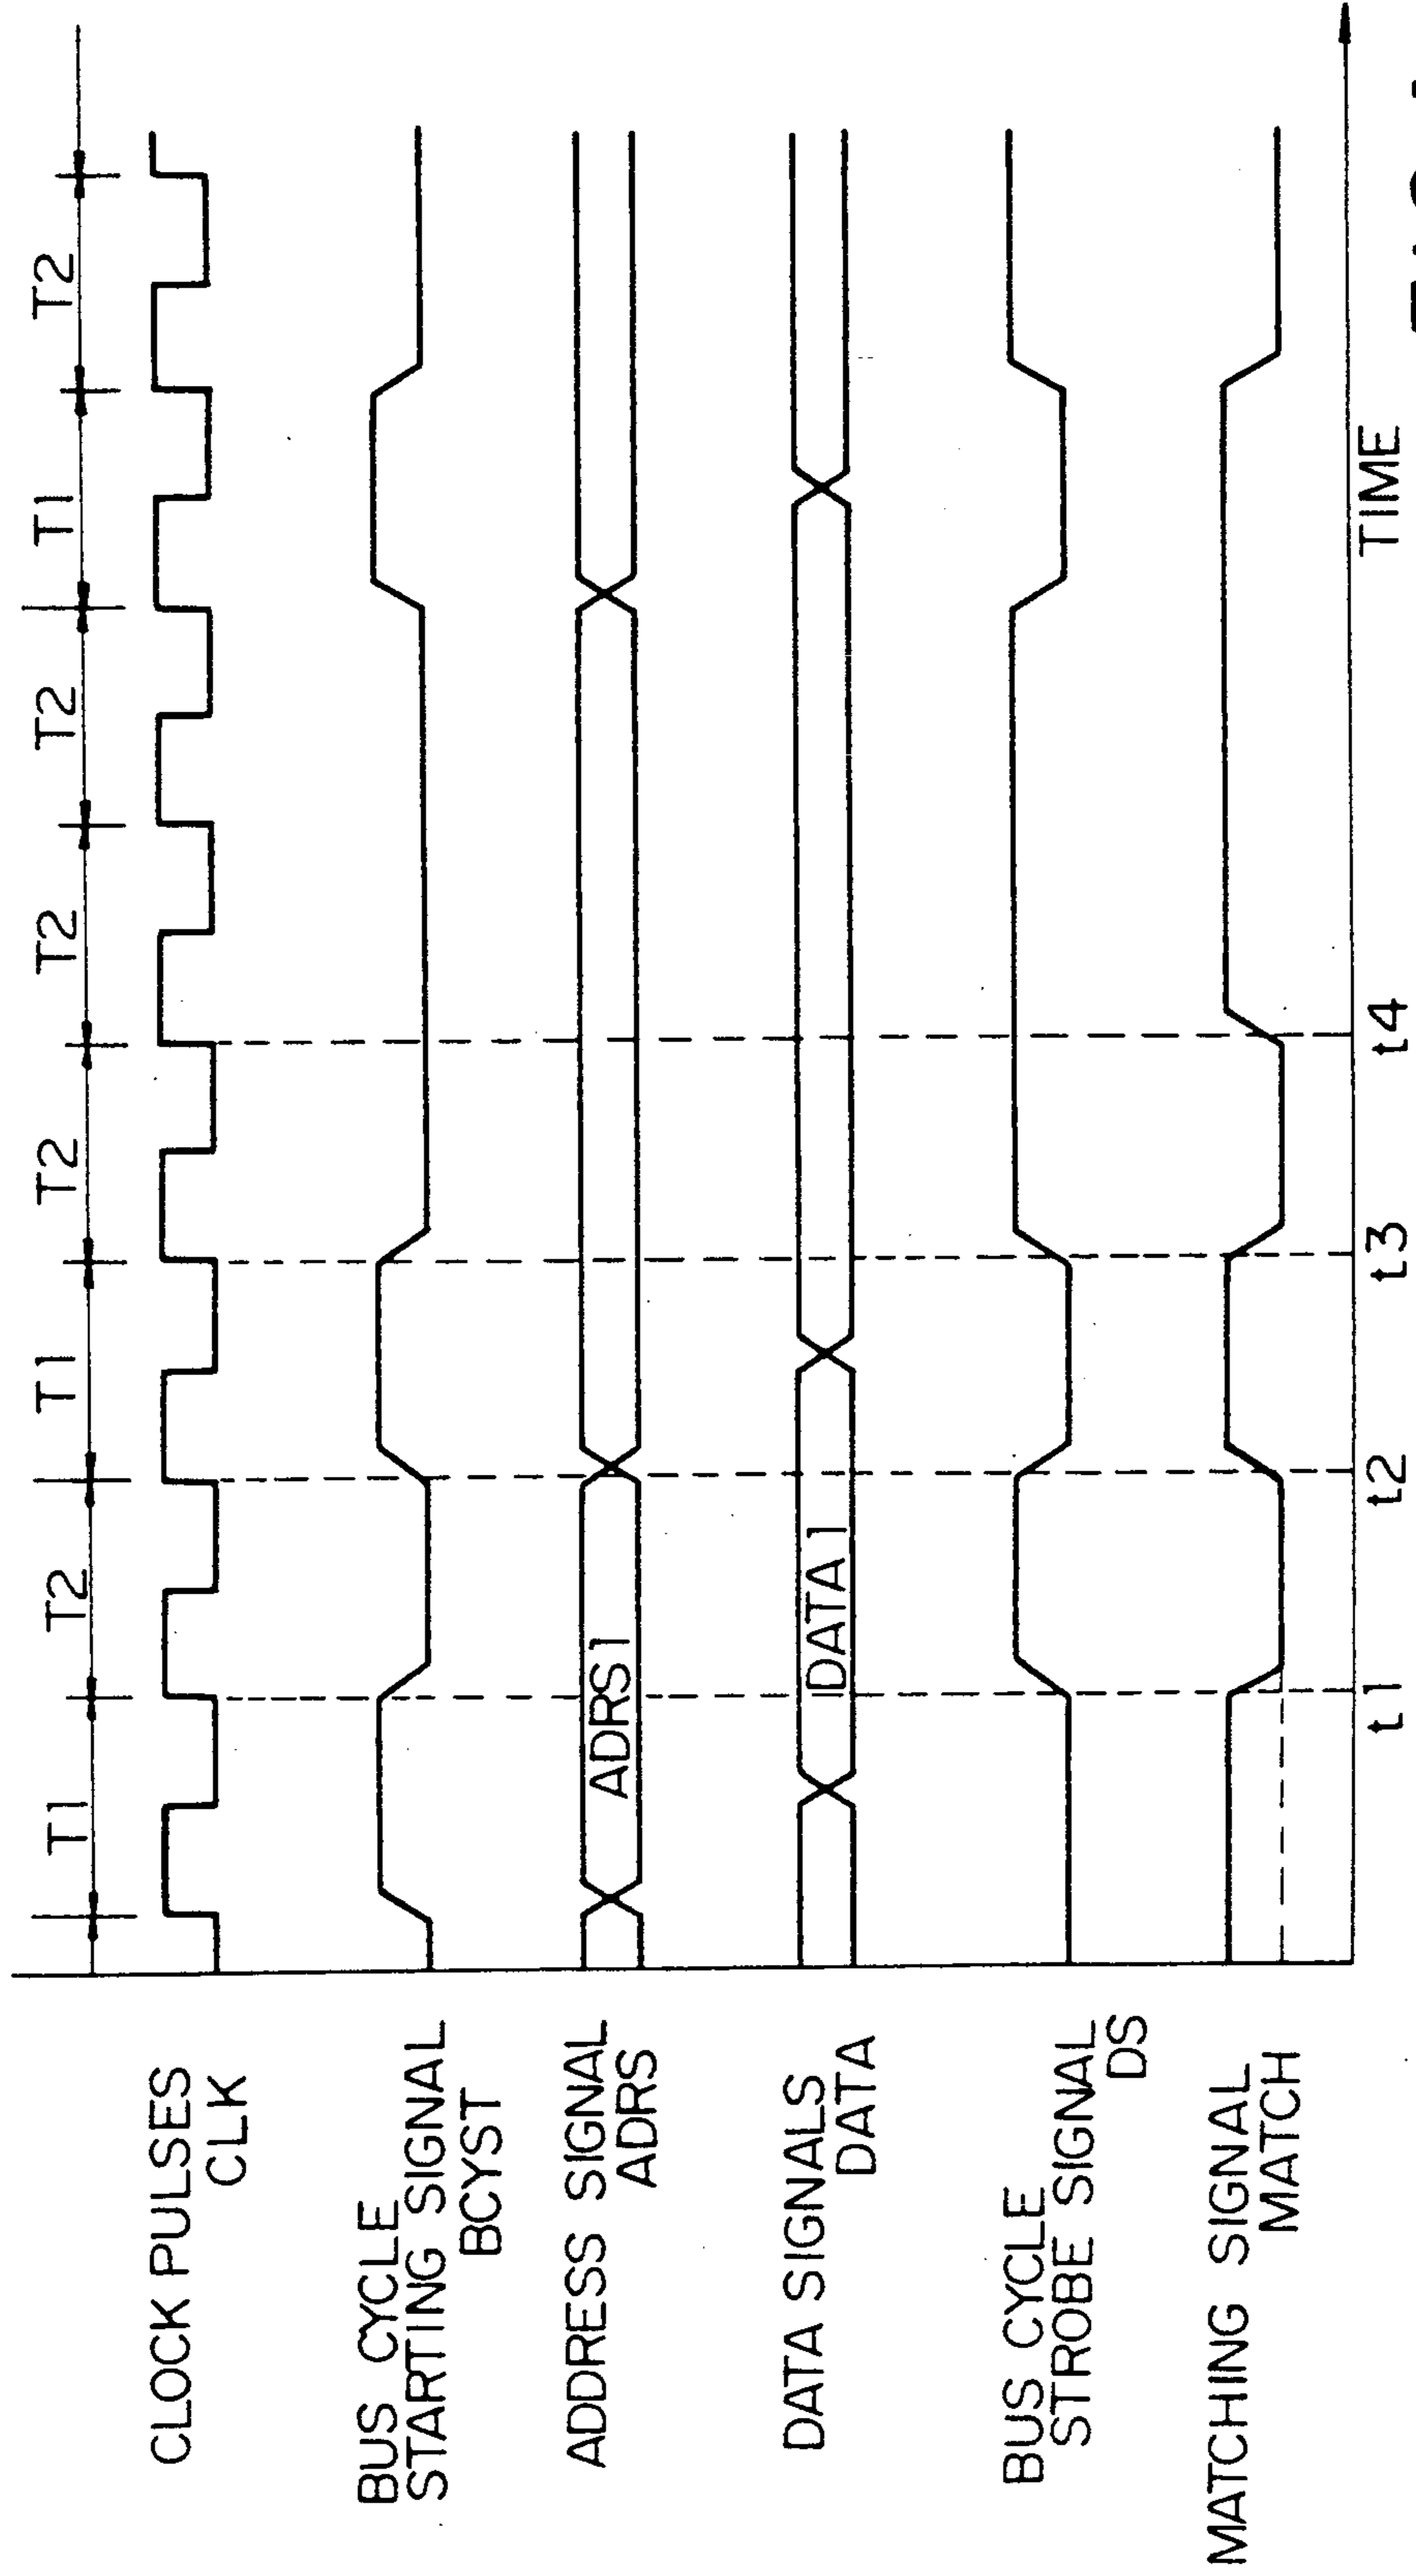 T1 T2 T1 T2 T2 T2 T1 T2
CLOCK PULSES
CLK
BUS CYCLE
STARTING SIGNAL
BCYST
ADDRESS SIGNAL
ADRS
ADRS1
DATA SIGNALS
DATA
DATA1
BUS CYCLE
STROBE SIGNAL
DS
MATCHING SIGNAL
MATCH
t1 t2 t3 t4 TIME